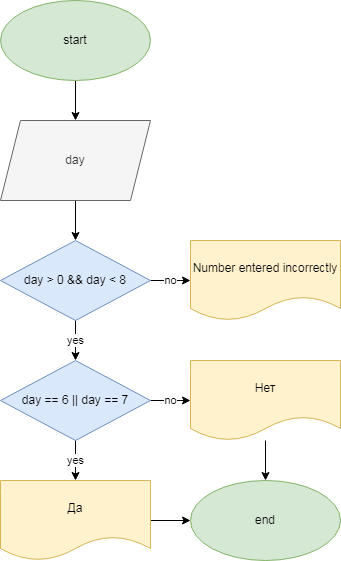 start
day
day > 0 && day < 8
no
Number entered incorrectly
yes
day == 6 || day == 7
no
Нет
yes
Да
end